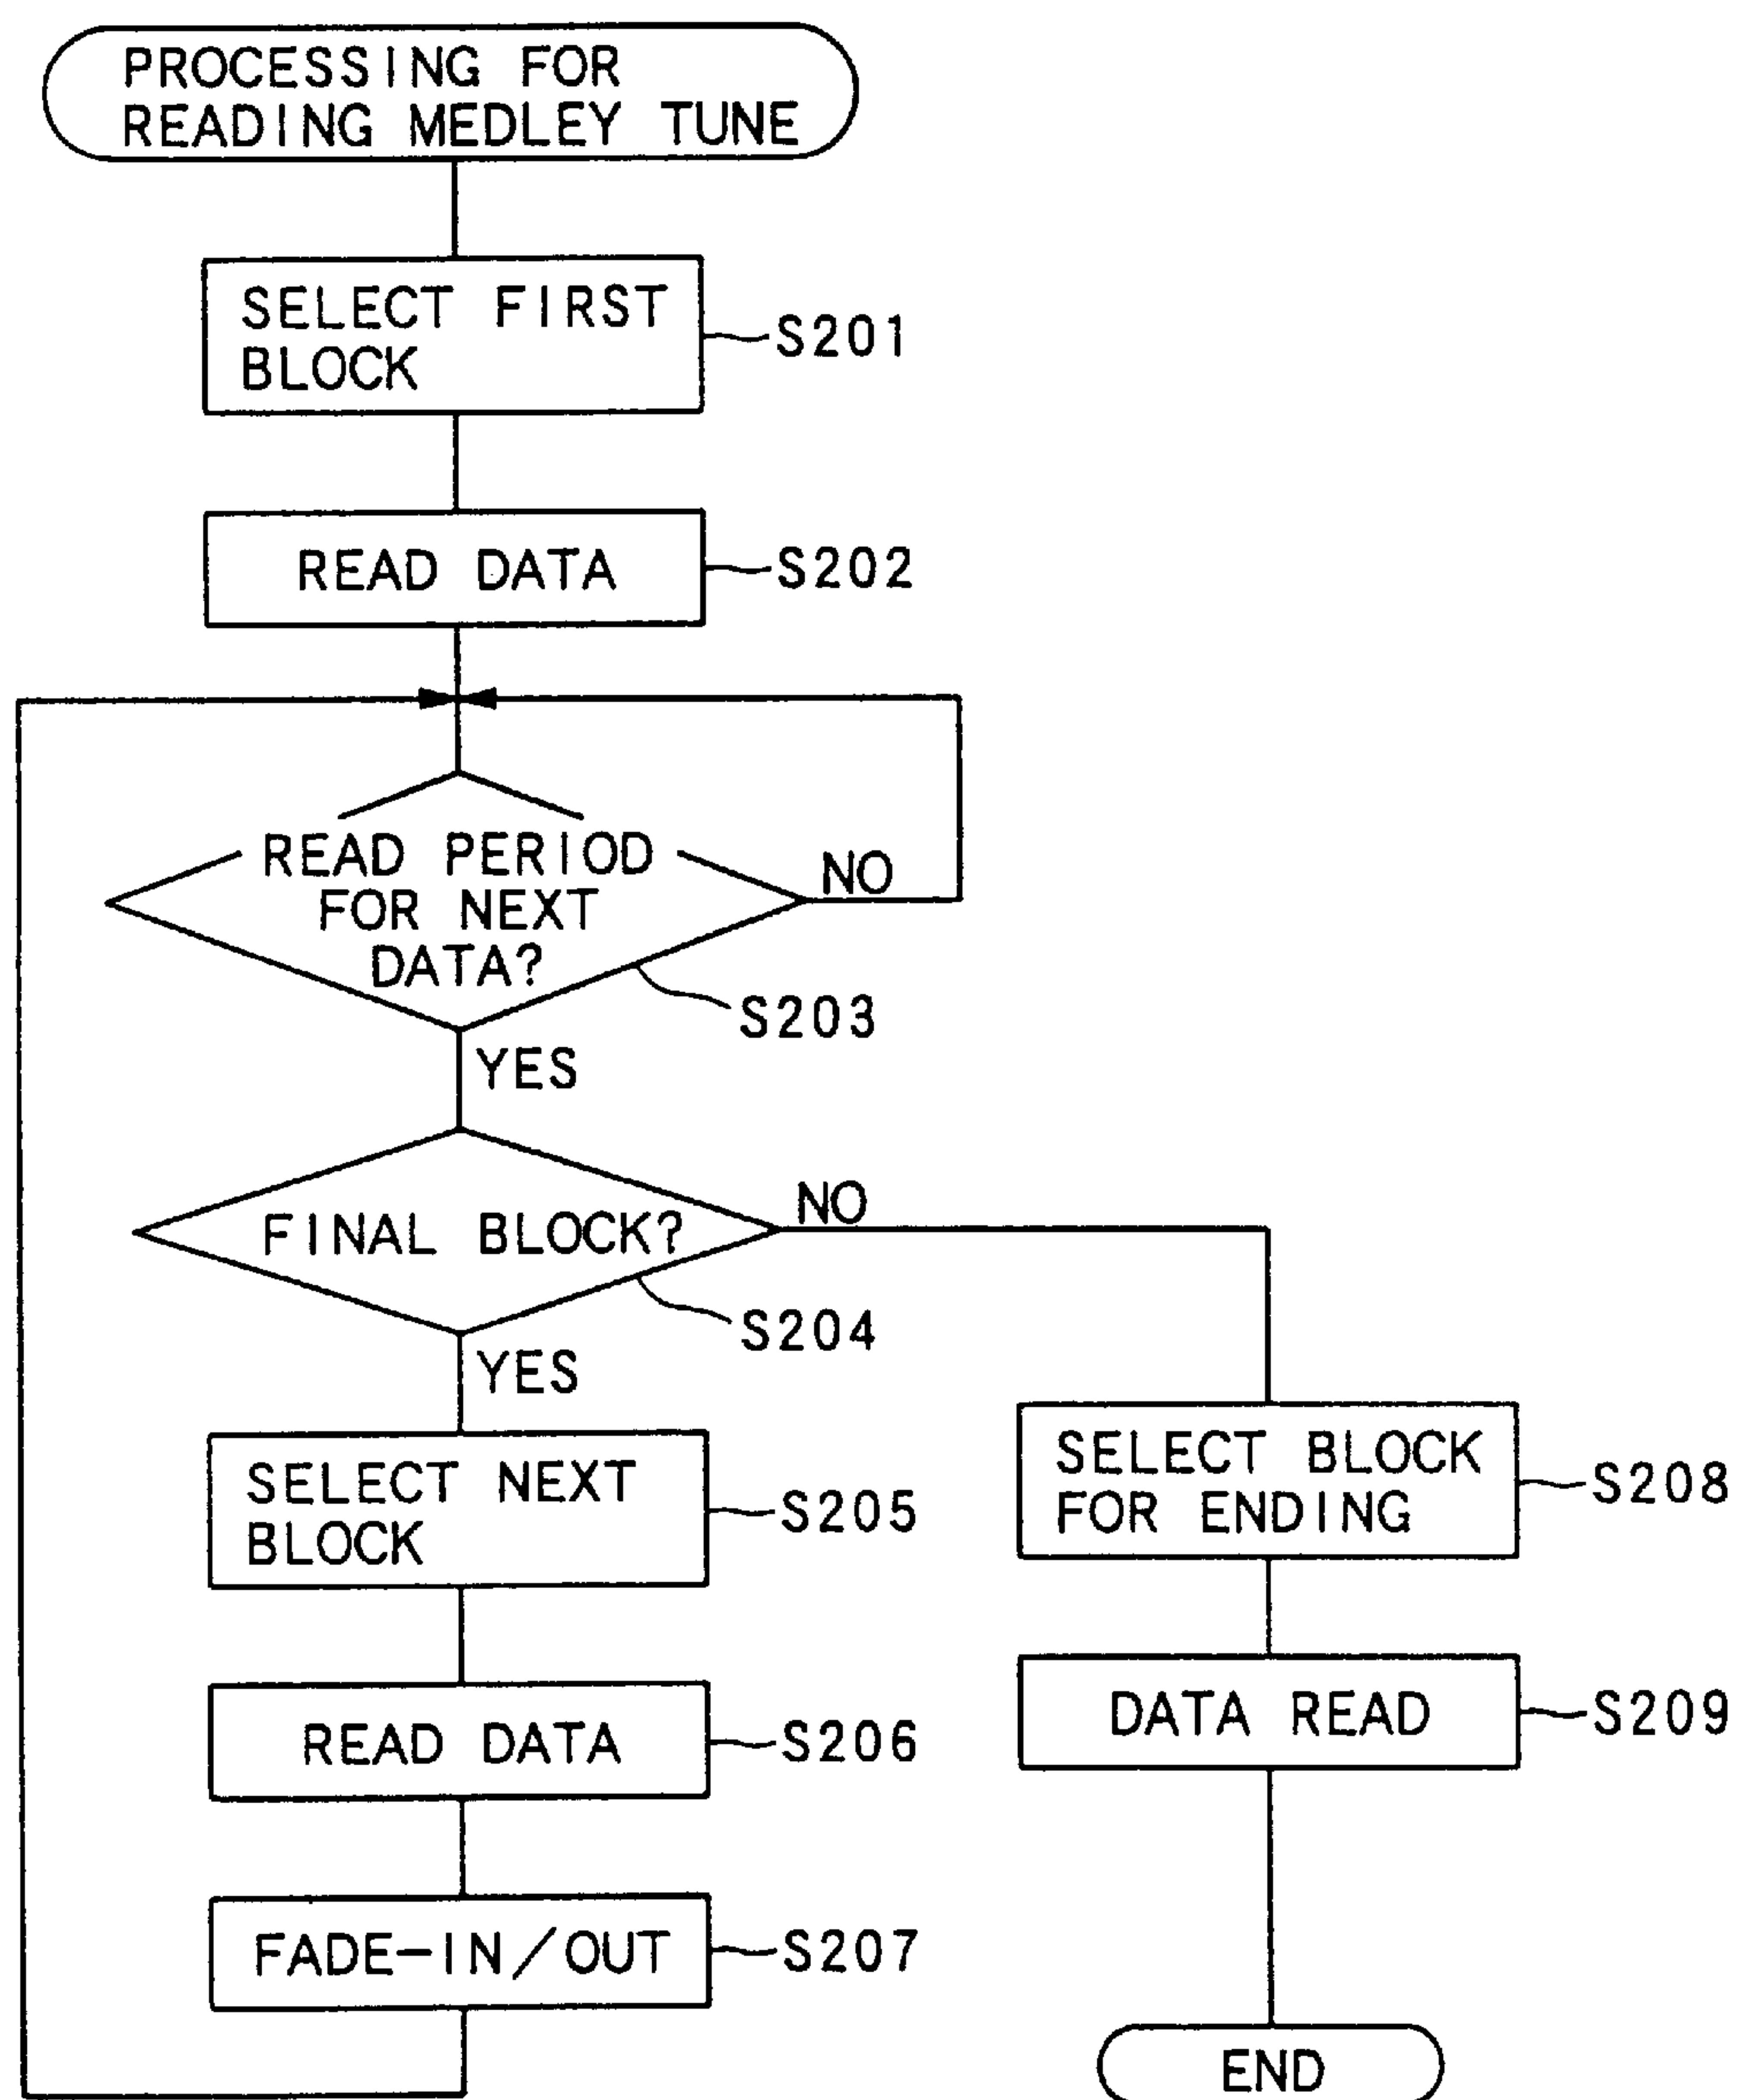 PROCESSING FOR
READING MEDLEY TUNE
SELECT FIRST
BLOCK
S201
READ DATA
S202
READ PERIOD
FOR NEXT
DATA?
NO
S203
YES
FINAL BLOCK?
NO
S204
YES
SELECT NEXT
BLOCK
S205
SELECT BLOCK
FOR ENDING
S208
READ DATA
S206
DATA READ
S209
FADE-IN/OUT
S207
END